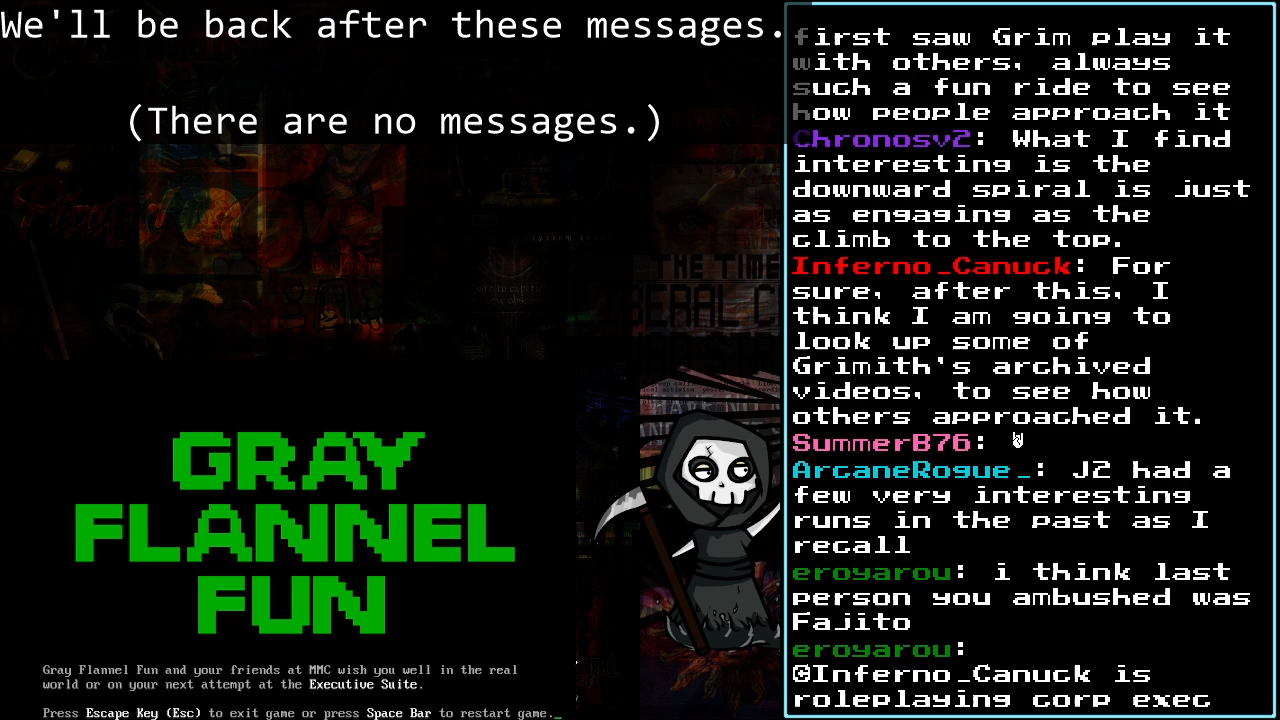 We'll be back after these messages.
(There are no messages.)
THE TIME
GRAY
FLANNEL
FUN
Gray Flannel Fun and your friends at MMC wish you well in the real
world or on your next attempt at the Executive Suite.
Press Escape Key (Esc) to exit game or press Space Bar to restart game._
first saw Grim play it
with others, always
such a fun ride to see
how people approach it
Chronosv2: What I find
interesting is the
downward spiral is just
as engaging as the
climb to the top.
Inferno_Canuck: For
sure, after this, I
think I am going to
look up some of
Grimith's archived
videos, to see how
others approached it.
SummerB76:
ArcaneRogue_: J2 had a
few very interesting
runs in the past as I
recall
eroyarou: i think last
person you ambushed was
Fajito
eroyarou:
@Inferno_Canuck is
roleplaying corp exec